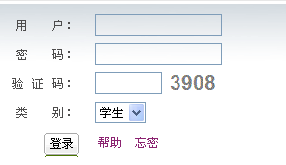 用 户：
密 码：
验 证 码： 3908
类 别： 学生
登录 帮助 忘密